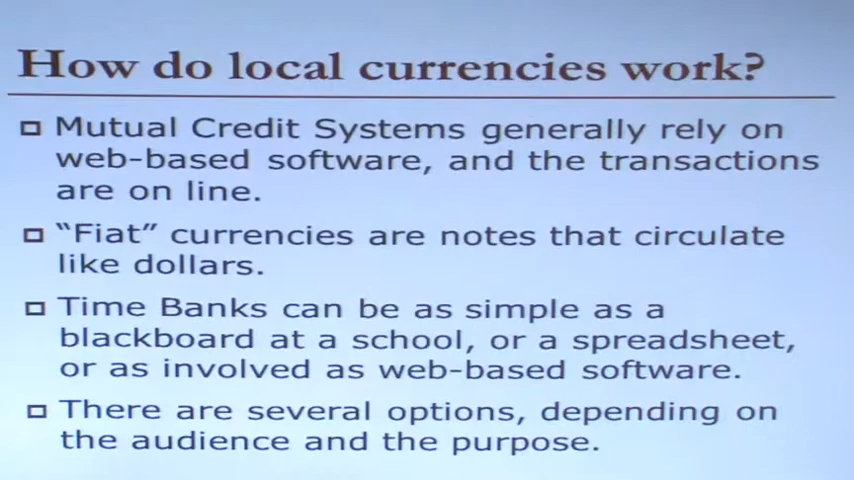 How do local currencies work?
Mutual Credit Systems generally rely on
web-based software, and the transactions
are on line.
“Fiat” currencies are notes that circulate
like dollars.
Time Banks can be as simple as a
blackboard at a school, or a spreadsheet,
or as involved as web-based software.
There are several options, depending on
the audience and the purpose.